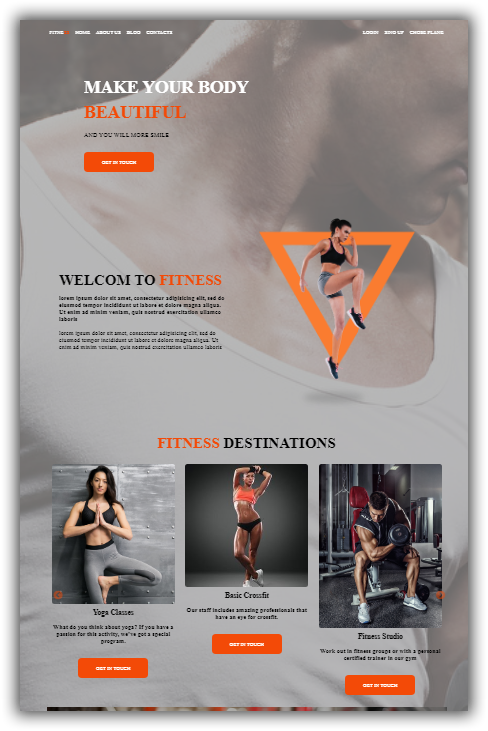 FITNE HOME ABOUT US BLOG CONTACTS
LOGIN SING UP CHOSE PLANS
MAKE YOUR BODY
BEAUTIFUL
AND YOU WILL MORE SMILE
GET IN TOUCH
WELCOM TO FITNESS
lorem ipsum dolor sit amet, consectetur adipisicing elit, sed do
eiusmod tempor incididunt ut labore et dolore magna aliqua.
Ut enim ad minim veniam, quis nostrud exercitation ullamco
laboris
lorem ipsum dolor sit amet, consectetur adipisicing elit, sed do
eiusmod tempor incididunt ut labore et dolore magna aliqua. Ut
enim ad minim veniam, quis nostrud exercitation ullamco laboris
FITNESS DESTINATIONS
Yoga Classes
What do you think about yoga? If you have a
passion for this activity, we've got a special
program.
GET IN TOUCH
Basic Crossfit
Our staff includes amazing professionals that
have an eye for crossfit.
GET IN TOUCH
Fitness Studio
Work out in fitness groups or with a personal
certified trainer in our gym
GET IN TOUCH